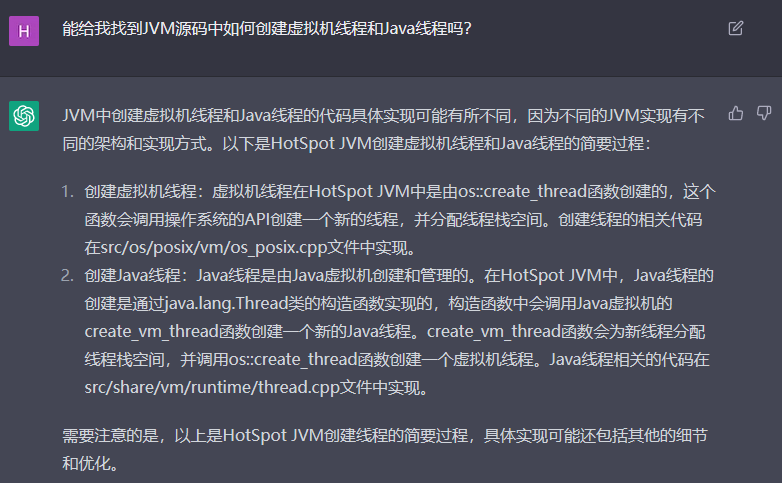 H
能给我找到JVM源码中如何创建虚拟机线程和Java线程吗？
JVM中创建虚拟机线程和Java线程的代码具体实现可能有所不同，因为不同的JVM实现有不
同的架构和实现方式。以下是HotSpot JVM创建虚拟机线程和Java线程的简要过程：
1. 创建虚拟机线程：虚拟机线程在HotSpot JVM中是由os::create_thread函数创建的，这个
函数会调用操作系统的API创建一个新的线程，并分配线程栈空间。创建线程的相关代码
在src/os/posix/vm/os_posix.cpp文件中实现。
2. 创建Java线程：Java线程是由Java虚拟机创建和管理的。在HotSpot JVM中，Java线程的
创建是通过java.lang.Thread类的构造函数实现的，构造函数中会调用Java虚拟机的
create_vm_thread函数创建一个新的Java线程。create_vm_thread函数会为新线程分配
线程栈空间，并调用os::create_thread函数创建一个虚拟机线程。Java线程相关的代码在
src/share/vm/runtime/thread.cpp文件中实现。
需要注意的是，以上是HotSpot JVM创建线程的简要过程，具体实现可能还包括其他的细节
和优化。